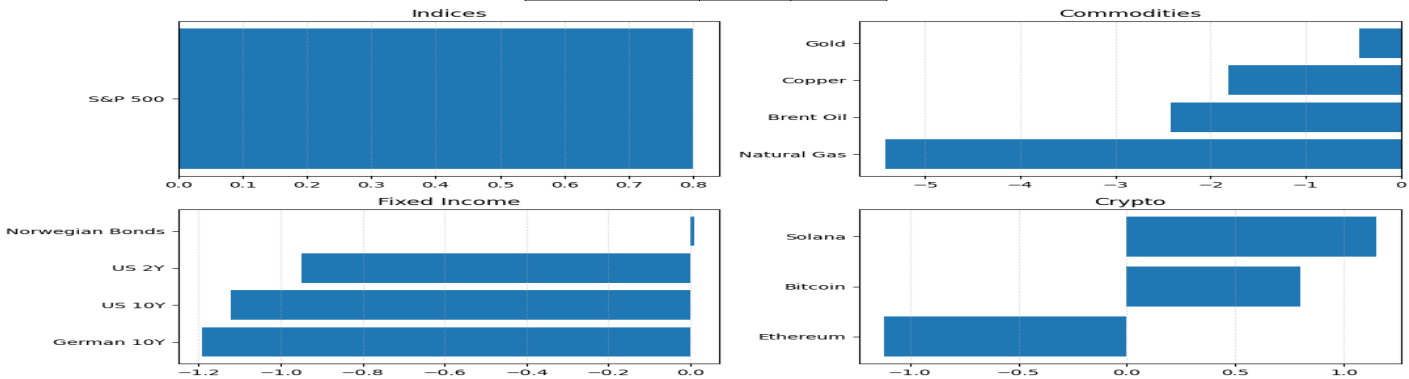 Indices
S&P 500
0.0 0.1 0.2 0.3 0.4 0.5 0.6 0.7 0.8
Commodities
Gold
Copper
Brent Oil
Natural Gas
−5 −4 −3 −2 −1 0
Fixed Income
Norwegian Bonds
US 2Y
US 10Y
German 10Y
−1.2 −1.0 −0.8 −0.6 −0.4 −0.2 0.0
Crypto
Solana
Bitcoin
Ethereum
−1.0 −0.5 0.0 0.5 1.0